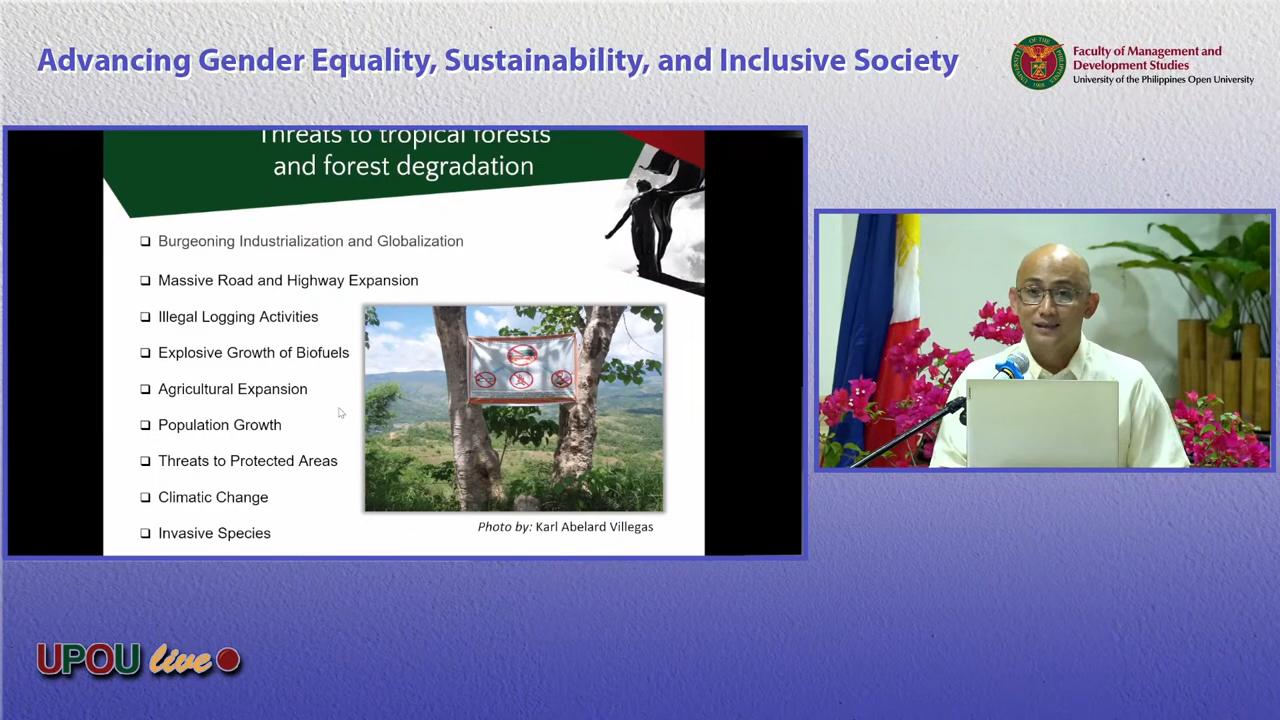 Advancing Gender Equality, Sustainability, and Inclusive Society
Faculty of Management and
Development Studies
University of the Philippines Open University
Threats to tropical forests
and forest degradation
❑ Burgeoning Industrialization and Globalization
❑ Massive Road and Highway Expansion
❑ Illegal Logging Activities
❑ Explosive Growth of Biofuels
❑ Agricultural Expansion
❑ Population Growth
❑ Threats to Protected Areas
❑ Climatic Change
❑ Invasive Species
Photo by: Karl Abelard Villegas
UPOU live